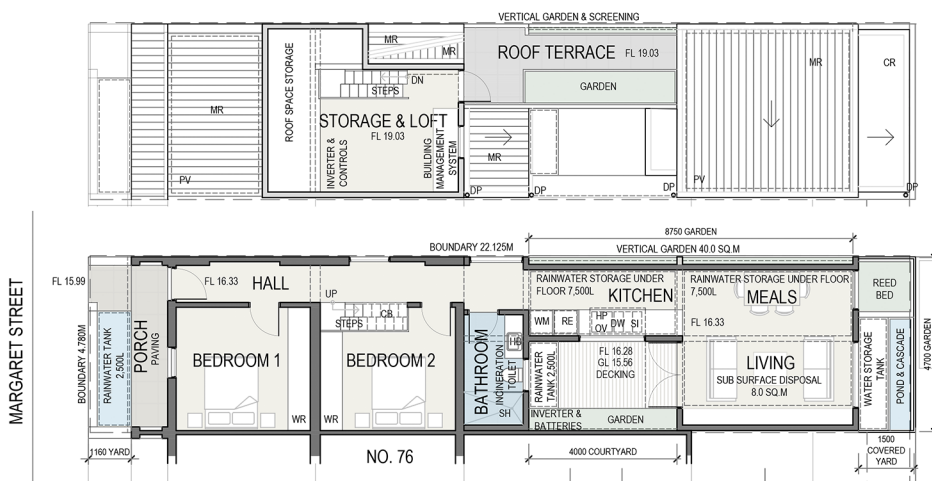 VERTICAL GARDEN & SCREENING
MR
MR
ROOF TERRACE FL 19.03
MR
CR
ROOF SPACE STORAGE
DN
STEPS
GARDEN
MR
STORAGE & LOFT
FL 19.03
INVERTER &
CONTROLS
BUILDING
MANAGEMENT
SYSTEM
MR
PV
PV
DP
DP
DP
DP
8750 GARDEN
BOUNDARY 22.125M
VERTICAL GARDEN 40.0 SQ.M
MARGARET STREET
FL 15.99
FL 16.33
HALL
UP
CB
STEPS
RAINWATER STORAGE UNDER
FLOOR 7,500L
KITCHEN
RAINWATER STORAGE UNDER FLOOR
7,500L
MEALS
REED
BED
BOUNDARY 4.780M
RAINWATER TANK
2,500L
PORCH
PAVING
WM
RE
HP
OV
DW
SI
FL 16.33
BEDROOM 1
BEDROOM 2
BATHROOM
INCINERATION
TOILET
HB
RAINWATER
TANK 2,500L
FL 16.28
GL 15.56
DECKING
LIVING
SUB SURFACE DISPOSAL
8.0 SQ.M
WATER STORAGE
TANK
POND & CASCADE
4700 GARDEN
WR
WR
SH
INVERTER &
BATTERIES
GARDEN
1160 YARD
NO. 76
4000 COURTYARD
1500
COVERED
YARD